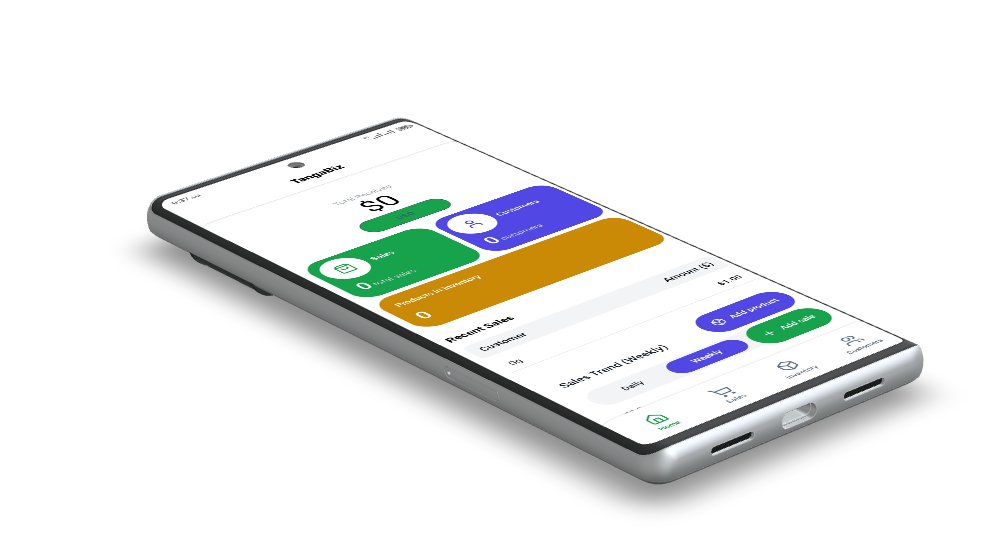 TangaBiz
$0
Sales
0 total sales
Customers
0 customers
Products in Inventory
0
Recent Sales
Customer
Amount ($)
$1.00
Sales Trend (Weekly)
Daily
Weekly
Add product
+ Add sale
Home
Sales
Inventory
Customers